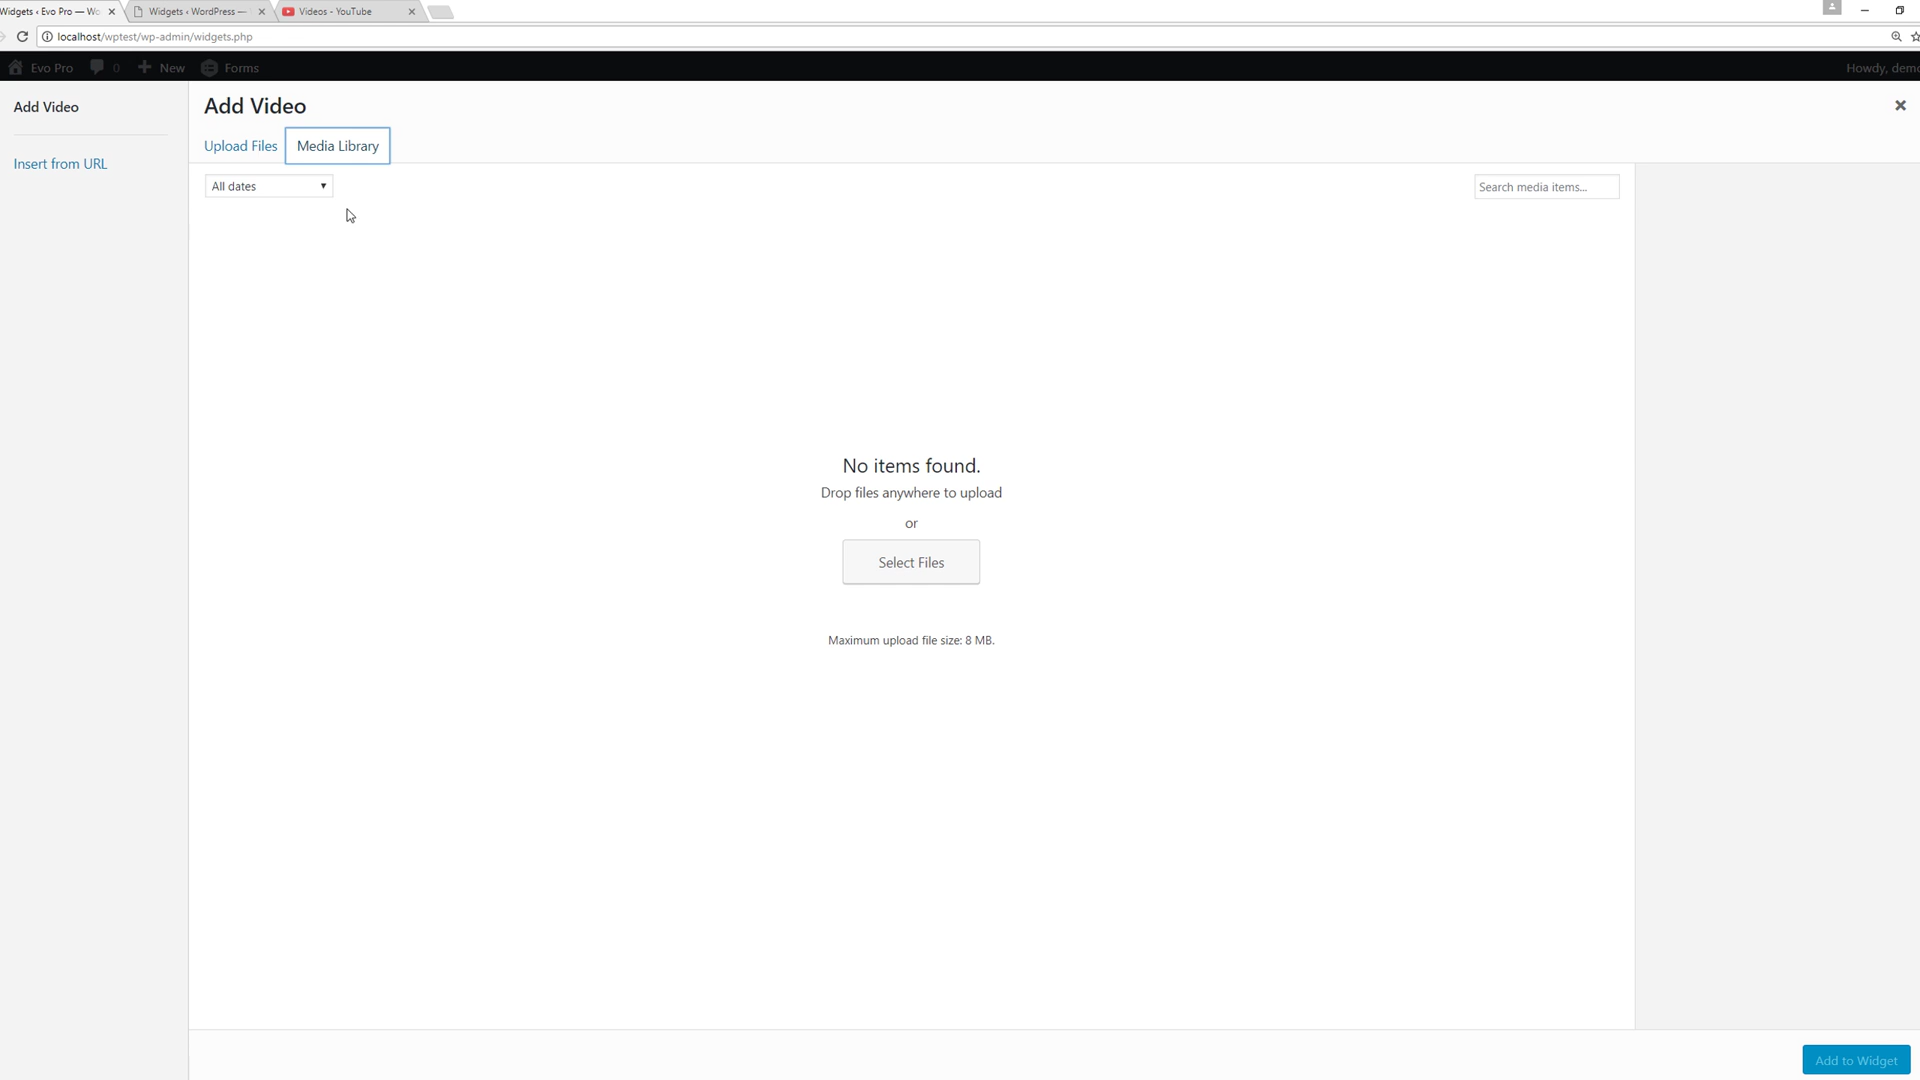 Widgets ‹ Evo Pro — Wo
Widgets ‹ WordPress —
Videos - YouTube
localhost/wptest/wp-admin/widgets.php
Evo Pro 0 New Forms
Howdy, demo
Add Video
Insert from URL
Add Video
Upload Files Media Library
All dates
Search media items...
No items found.
Drop files anywhere to upload
or
Select Files
Maximum upload file size: 8 MB.
Add to Widget